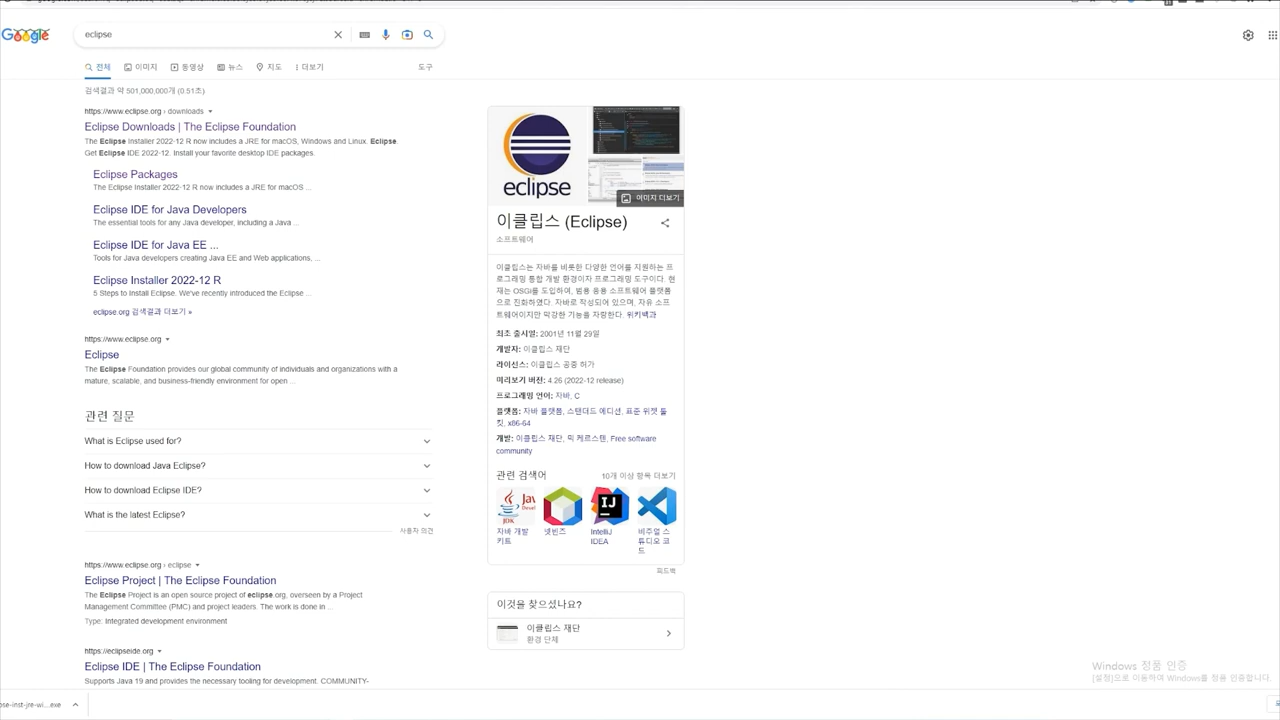 Google
eclipse
전체
이미지
동영상
뉴스
지도
더보기
도구
검색결과 약 501,000,000개 (0.51초)
https://www.eclipse.org › downloads
Eclipse Downloads | The Eclipse Foundation
The Eclipse Installer 2022-12 R now includes a JRE for macOS, Windows and Linux. Eclipse.
Get Eclipse IDE 2022-12. Install your favorite desktop IDE packages.
Eclipse Packages
The Eclipse Installer 2022-12 R now includes a JRE for macOS ...
Eclipse IDE for Java Developers
The essential tools for any Java developer, including a Java ...
Eclipse IDE for Java EE ...
Tools for Java developers creating Java EE and Web applications, ...
Eclipse Installer 2022-12 R
5 Steps to Install Eclipse. We've recently introduced the Eclipse ...
eclipse.org 검색결과 더보기 »
https://www.eclipse.org
Eclipse
The Eclipse Foundation provides our global community of individuals and organizations with a
mature, scalable, and business-friendly environment for open ...
관련 질문
What is Eclipse used for?
How to download Java Eclipse?
How to download Eclipse IDE?
What is the latest Eclipse?
사용자 의견
https://www.eclipse.org › eclipse
Eclipse Project | The Eclipse Foundation
The Eclipse Project is an open source project of eclipse.org, overseen by a Project
Management Committee (PMC) and project leaders. The work is done in ...
Type: Integrated development environment
https://eclipseide.org
Eclipse IDE | The Eclipse Foundation
Supports Java 19 and provides the necessary tooling for development. COMMUNITY-
eclipse
이미지 더보기
이클립스 (Eclipse)
소프트웨어
이클립스는 자바를 비롯한 다양한 언어를 지원하는 프
로그래밍 통합 개발 환경이자 프로그래밍 도구이다. 현
재는 OSGi를 도입하여, 범용 응용 소프트웨어 플랫폼
으로 진화하였다. 자바로 작성되어 있으며, 자유 소프
트웨어이지만 막강한 기능을 자랑한다. 위키백과
최초 출시일: 2001년 11월 29일
개발자: 이클립스 재단
라이선스: 이클립스 공중 허가
미리보기 버전: 4.26 (2022-12 release)
프로그래밍 언어: 자바, C
플랫폼: 자바 플랫폼, 스탠더드 에디션, 표준 위젯 툴
킷, x86-64
개발: 이클립스 재단, 믹 케르스텐, Free software
community
관련 검색어
10개 이상 항목 더보기
자바 개발
키트
넷빈즈
IntelliJ
IDEA
비주얼 스
튜디오 코
드
피드백
이것을 찾으셨나요?
이클립스 재단
환경 단체
Windows 정품 인증
[설정]으로 이동하여 Windows를 정품 인증합니다.
pse-inst-jre-wi....exe